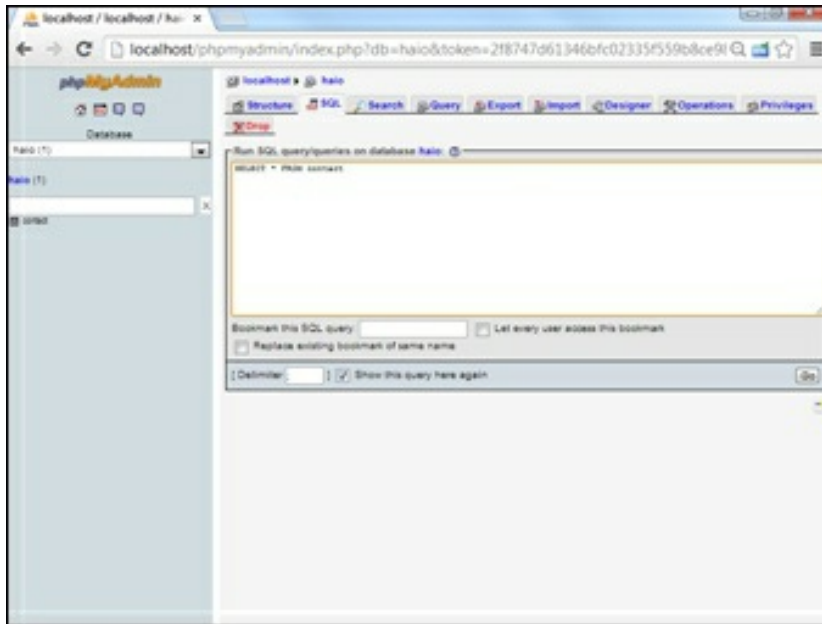 localhost / localhost / hai
localhost/phpmyadmin/index.php?db=haio&token=2f8747d61346bfc02335f559b8ce9
phpMyAdmin
Database
haio (1)
haio (1)
contact
localhost haio
Structure SQL Search Query Export Import Designer Operations Privileges
Drop
Run SQL query/queries on database haio:
SELECT * FROM contact
Bookmark this SQL query
Let every user access this bookmark
Replace existing bookmark of same name
[ Delimiter ] Show this query here again
Go